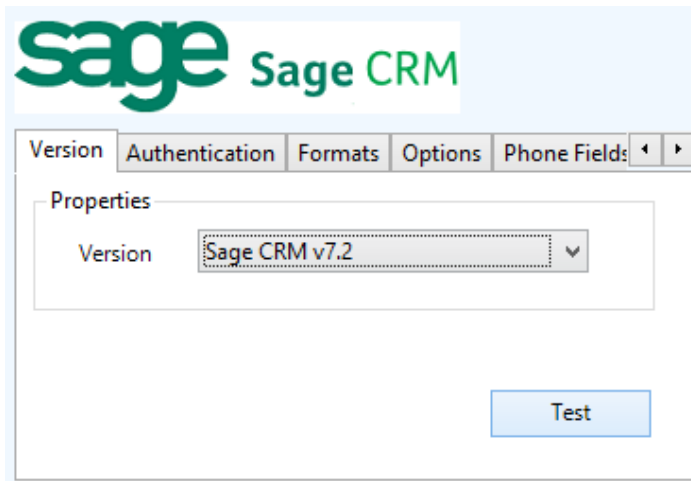 sage Sage CRM
Version Authentication Formats Options Phone Fields
Properties
Version Sage CRM v7.2
Test